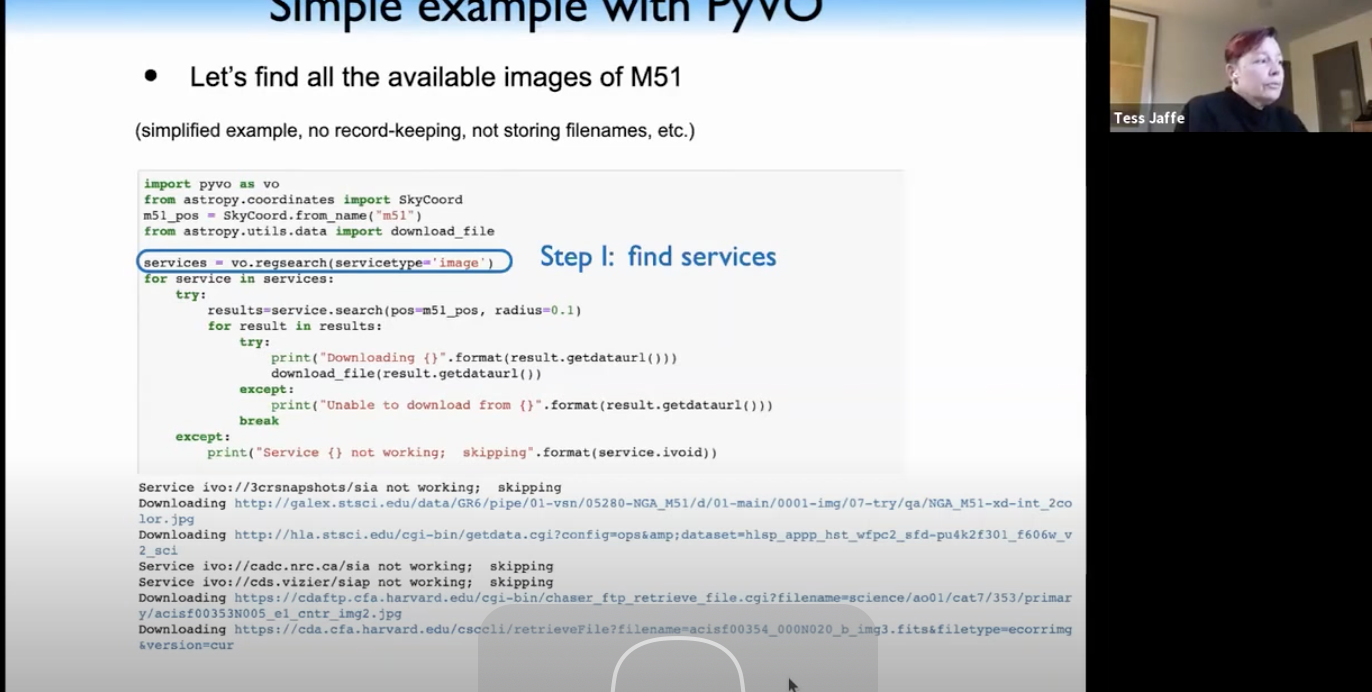 Simple example with PyVO
• Let's find all the available images of M51
(simplified example, no record-keeping, not storing filenames, etc.)
import pyvo as vo
from astropy.coordinates import SkyCoord
m51_pos = SkyCoord.from_name("m51")
from astropy.utils.data import download_file
services = vo.regsearch(servicetype='image')
Step 1: find services
for service in services:
    try:
        results=service.search(pos=m51_pos, radius=0.1)
        for result in results:
            try:
                print("Downloading {}".format(result.getdataurl()))
                download_file(result.getdataurl())
            except:
                print("Unable to download from {}".format(result.getdataurl()))
            break
    except:
        print("Service {} not working;  skipping".format(service.ivoid))
Service ivo://3crsnapshots/sia not working;  skipping
Downloading http://galex.stsci.edu/data/GR6/pipe/01-vsn/05280-NGA_M51/d/01-main/0001-img/07-try/qa/NGA_M51-xd-int_2co
lor.jpg
Downloading http://hla.stsci.edu/cgi-bin/getdata.cgi?config=ops&amp;dataset=hlsp_appp_hst_wfpc2_sfd-pu4k2f301_f606w_v
2_sci
Service ivo://cadc.nrc.ca/sia not working;  skipping
Service ivo://cds.vizier/siap not working;  skipping
Downloading https://cdaftp.cfa.harvard.edu/cgi-bin/chaser_ftp_retrieve_file.cgi?filename=science/ao01/cat7/353/primar
y/acisf00353N005_e1_cntr_img2.jpg
Downloading https://cda.cfa.harvard.edu/csccli/retrieveFile?filename=acisf00354_000N020_b_img3.fits&filetype=ecorrimg
&version=cur
Tess Jaffe